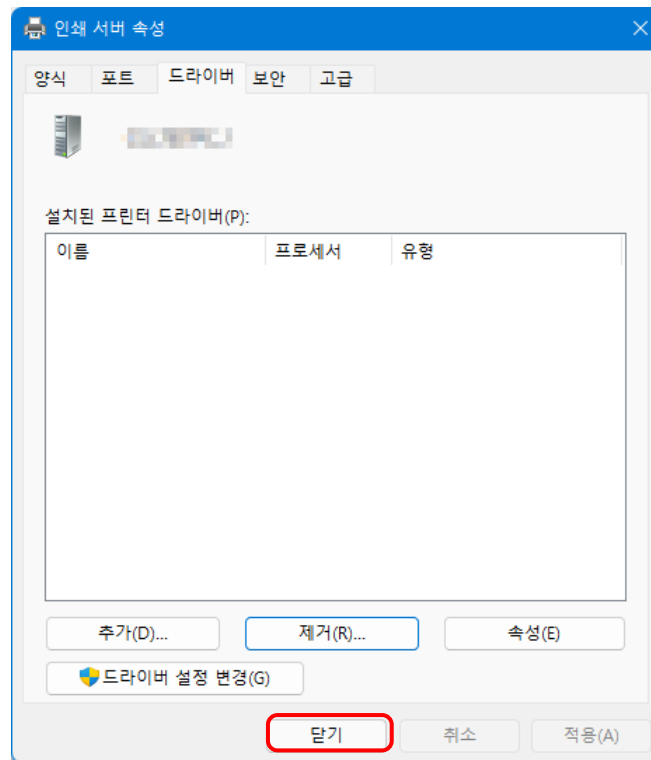 인쇄 서버 속성
양식 포트 드라이버 보안 고급
설치된 프린터 드라이버(P):
이름 프로세서 유형
추가(D)... 제거(R)... 속성(E)
드라이버 설정 변경(G)
닫기 취소 적용(A)